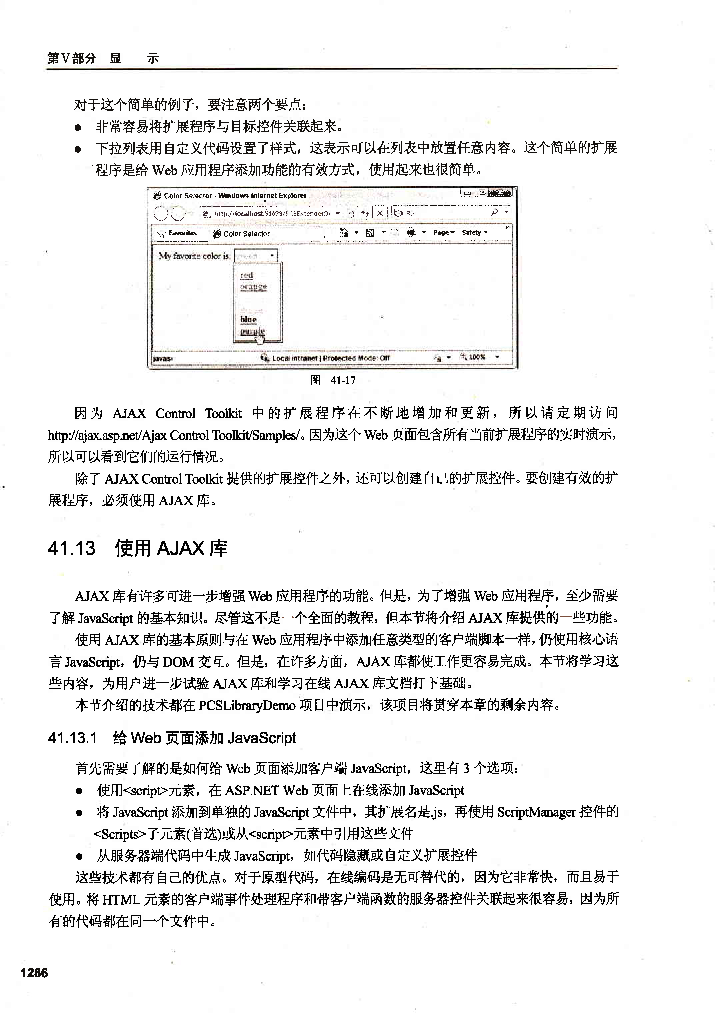 第V部分 显 示
对于这个简单的例子，要注意两个要点：
● 非常容易将扩展程序与目标控件关联起来。
● 下拉列表用自定义代码设置了样式，这表示可以在列表中放置任意内容。这个简单的扩展
程序是给 Web 应用程序添加功能的有效方式，使用起来也很简单。
Color Selector - Windows Internet Explorer
Favorites Color Selector Page Safety
My favorite color is:
red
orange
blue
purple
javas Local intranet | Protected Mode: Off 100%
图 41-17
因为 AJAX Control Toolkit 中的扩展程序在不断地增加和更新，所以请定期访问
http://ajax.asp.net/Ajax Control Toolkit/Samples/。因为这个 Web 页面包含所有当前扩展程序的实时演示，
所以可以看到它们的运行情况。
除了 AJAX Control Toolkit 提供的扩展控件之外，还可以创建自己的扩展控件。要创建有效的扩
展程序，必须使用 AJAX 库。
41.13 使用 AJAX 库
AJAX 库有许多可进一步增强 Web 应用程序的功能。但是，为了增强 Web 应用程序，至少需要
了解 JavaScript 的基本知识。尽管这不是一个全面的教程，但本节将介绍 AJAX 库提供的一些功能。
使用 AJAX 库的基本原则与在 Web 应用程序中添加任意类型的客户端脚本一样，仍使用核心语
言 JavaScript，仍与 DOM 交互。但是，在许多方面，AJAX 库都使工作更容易完成。本节将学习这
些内容，为用户进一步试验 AJAX 库和学习在线 AJAX 库文档打下基础。
本节介绍的技术都在 PCSLibraryDemo 项目中演示，该项目将贯穿本章的剩余内容。
41.13.1 给 Web 页面添加 JavaScript
首先需要了解的是如何给 Web 页面添加客户端 JavaScript，这里有 3 个选项：
● 使用<script>元素，在 ASP.NET Web 页面上在线添加 JavaScript
● 将 JavaScript 添加到单独的 JavaScript 文件中，其扩展名是.js，再使用 ScriptManager 控件的
<Scripts>子元素(首选)或从<script>元素中引用这些文件
● 从服务器端代码中生成 JavaScript，如代码隐藏或自定义扩展控件
这些技术都有自己的优点。对于原型代码，在线编码是无可替代的，因为它非常快，而且易于
使用。将 HTML 元素的客户端事件处理程序和带客户端函数的服务器控件关联起来很容易，因为所
有的代码都在同一个文件中。
1286